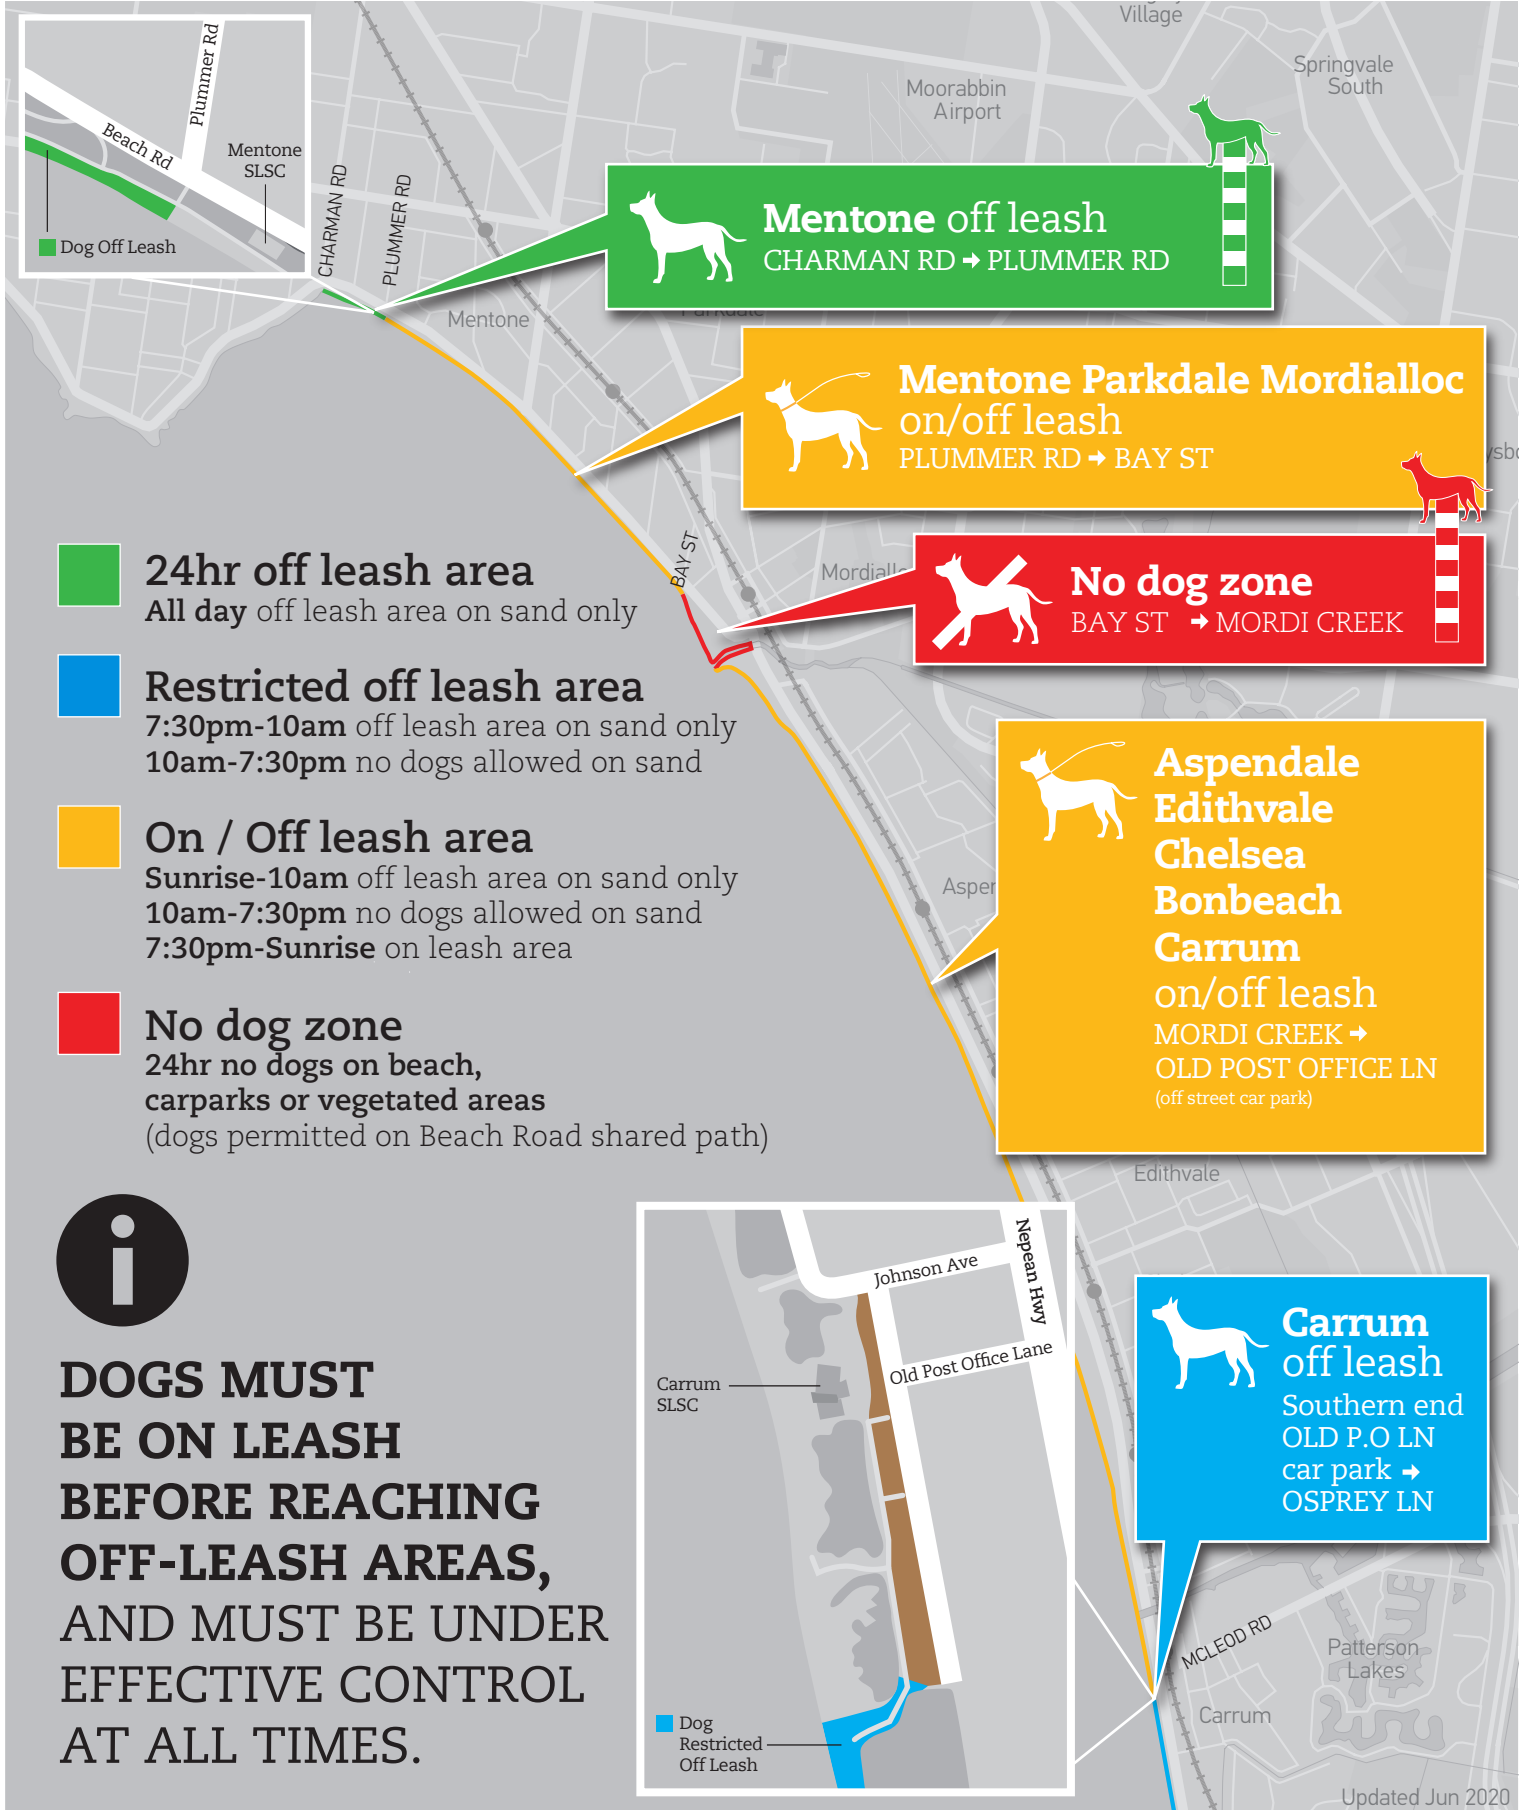 Village
Springvale
South
Moorabbin
Airport
Plummer Rd
Beach Rd
Mentone
SLSC
Dog Off Leash
CHARMAN RD
PLUMMER RD
Mentone off leash
CHARMAN RD → PLUMMER RD
Mentone
Mentone Parkdale Mordialloc
on/off leash
PLUMMER RD → BAY ST
BAY ST
No dog zone
BAY ST → MORDI CREEK
24hr off leash area
All day off leash area on sand only
Restricted off leash area
7:30pm-10am off leash area on sand only
10am-7:30pm no dogs allowed on sand
On / Off leash area
Sunrise-10am off leash area on sand only
10am-7:30pm no dogs allowed on sand
7:30pm-Sunrise on leash area
No dog zone
24hr no dogs on beach,
carparks or vegetated areas
(dogs permitted on Beach Road shared path)
Aspendale
Edithvale
Chelsea
Bonbeach
Carrum
on/off leash
MORDI CREEK →
OLD POST OFFICE LN
(off street car park)
Edithvale
i
DOGS MUST
BE ON LEASH
BEFORE REACHING
OFF-LEASH AREAS,
AND MUST BE UNDER
EFFECTIVE CONTROL
AT ALL TIMES.
Johnson Ave
Nepean Hwy
Old Post Office Lane
Carrum
SLSC
Dog
Restricted
Off Leash
Carrum
off leash
Southern end
OLD P.O LN
car park →
OSPREY LN
MCLEOD RD
Patterson
Lakes
Carrum
Updated Jun 2020